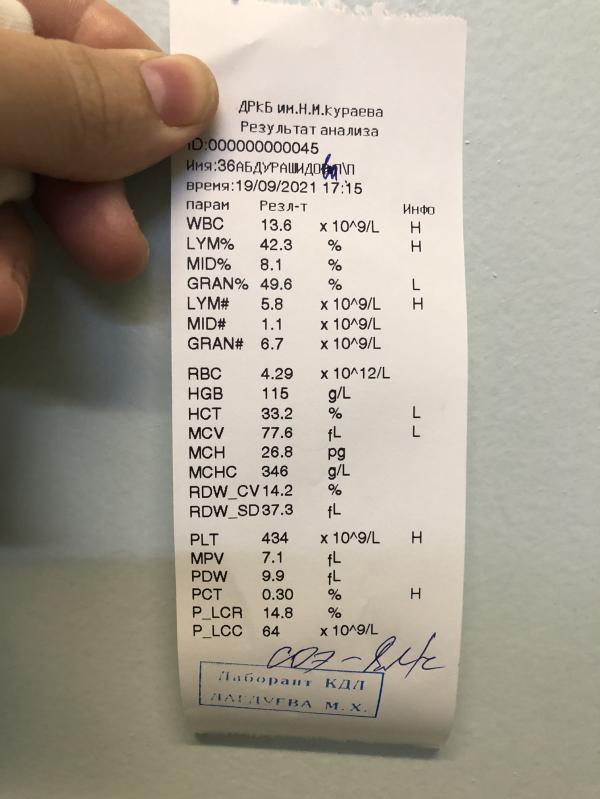 ДРКБ им.Н.М.Кураева
Результат анализа
ID:000000000045
Имя:36АБДУРАШИДОВ П\П
время:19/09/2021 17:15
парам Резл-т Инфо
WBC 13.6 x 10^9/L H
LYM% 42.3 % H
MID% 8.1 %
GRAN% 49.6 % L
LYM# 5.8 x 10^9/L H
MID# 1.1 x 10^9/L
GRAN# 6.7 x 10^9/L
RBC 4.29 x 10^12/L
HGB 115 g/L
HCT 33.2 % L
MCV 77.6 fL L
MCH 26.8 pg
MCHC 346 g/L
RDW_CV 14.2 %
RDW_SD 37.3 fL
PLT 434 x 10^9/L H
MPV 7.1 fL
PDW 9.9 fL
PCT 0.30 % H
P_LCR 14.8 %
P_LCC 64 x 10^9/L
СОЭ - 8 м/ч
Лаборант КДЛ
М. Х.